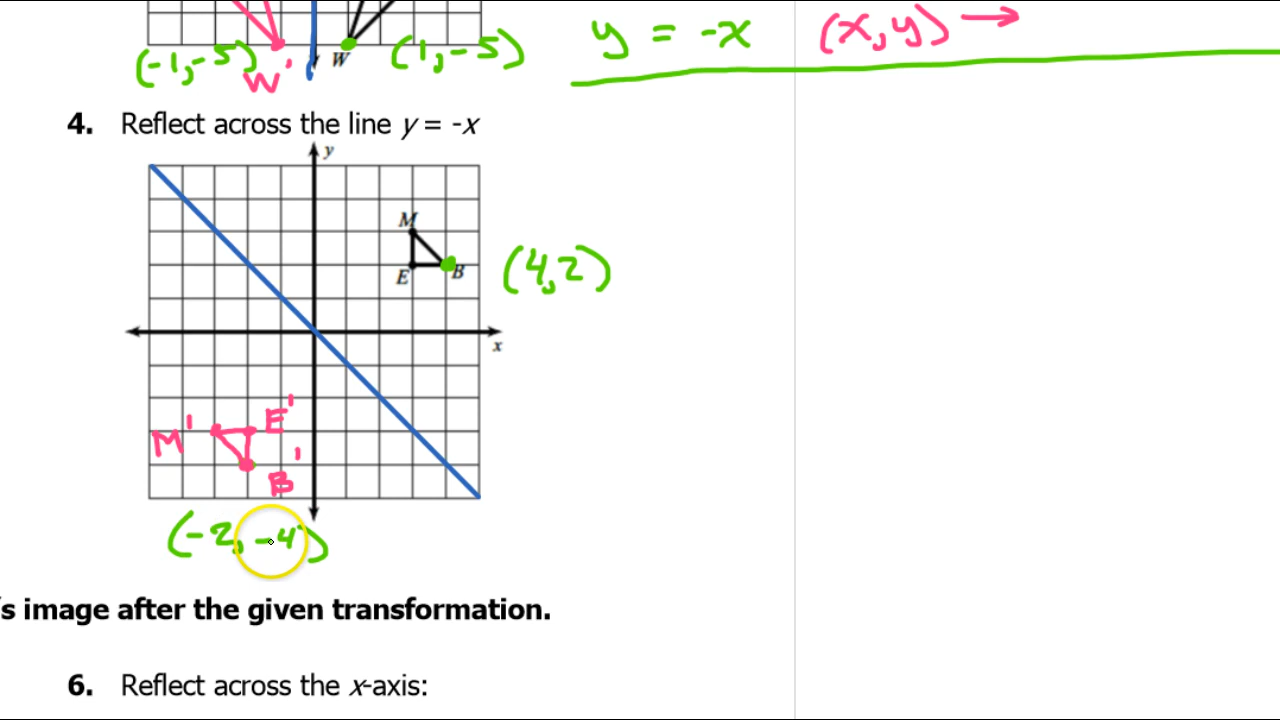 y = -x (x,y) →
(-1,-5) W' W (1,-5)
4. Reflect across the line y = -x
y
M
E B (4,2)
x
M' E'
B'
(-2, -4)
's image after the given transformation.
6. Reflect across the x-axis: